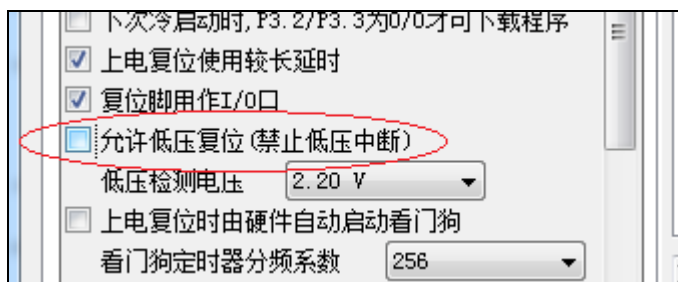 下次冷启动时,P3.2/P3.3为0/0才可下载程序
上电复位使用较长延时
复位脚用作I/O口
允许低压复位(禁止低压中断)
低压检测电压 2.20 V
上电复位时由硬件自动启动看门狗
看门狗定时器分频系数 256